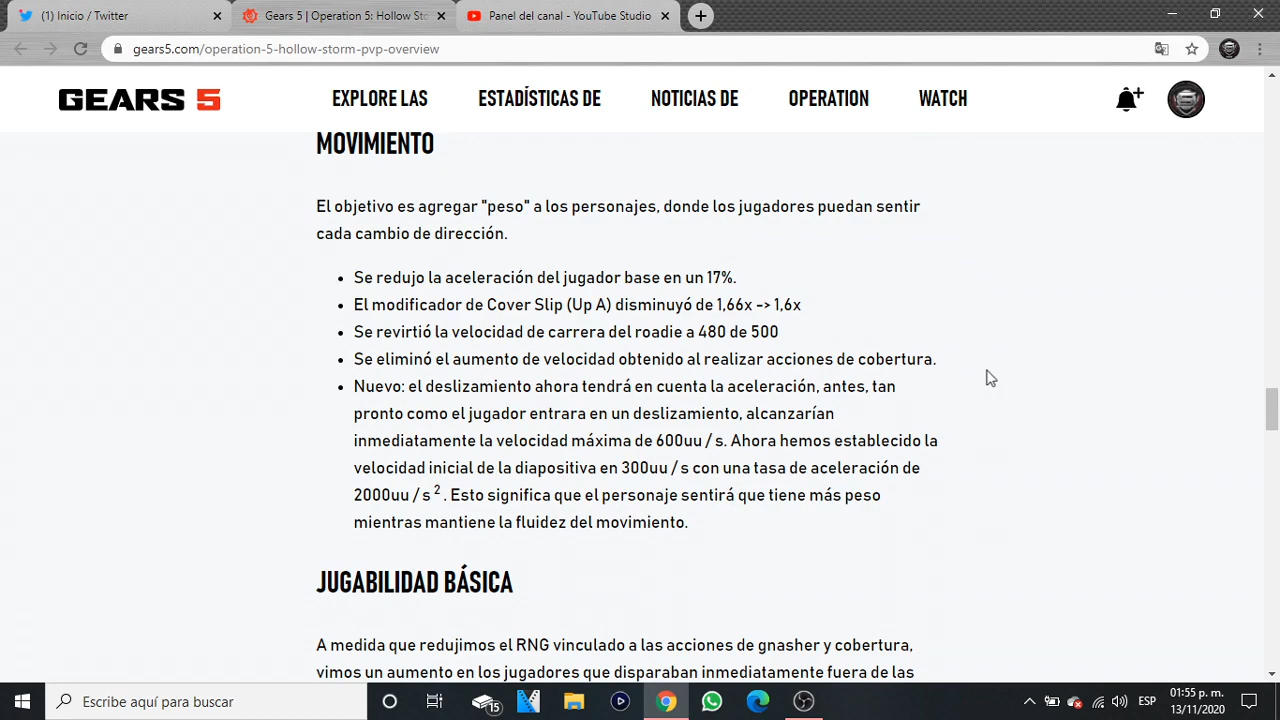 (1) Inicio / Twitter
Gears 5 | Operation 5: Hollow Sto
Panel del canal - YouTube Studio
gears5.com/operation-5-hollow-storm-pvp-overview
GEARS 5
EXPLORE LAS
ESTADÍSTICAS DE
NOTICIAS DE
OPERATION
WATCH
MOVIMIENTO
El objetivo es agregar "peso" a los personajes, donde los jugadores puedan sentir
cada cambio de dirección.
• Se redujo la aceleración del jugador base en un 17%.
• El modificador de Cover Slip (Up A) disminuyó de 1,66x -> 1,6x
• Se revirtió la velocidad de carrera del roadie a 480 de 500
• Se eliminó el aumento de velocidad obtenido al realizar acciones de cobertura.
• Nuevo: el deslizamiento ahora tendrá en cuenta la aceleración, antes, tan
pronto como el jugador entrara en un deslizamiento, alcanzarían
inmediatamente la velocidad máxima de 600uu / s. Ahora hemos establecido la
velocidad inicial de la diapositiva en 300uu / s con una tasa de aceleración de
2000uu / s ² . Esto significa que el personaje sentirá que tiene más peso
mientras mantiene la fluidez del movimiento.
JUGABILIDAD BÁSICA
A medida que redujimos el RNG vinculado a las acciones de gnasher y cobertura,
vimos un aumento en los jugadores que disparaban inmediatamente fuera de las
Escribe aquí para buscar
15
ESP
01:55 p. m.
13/11/2020